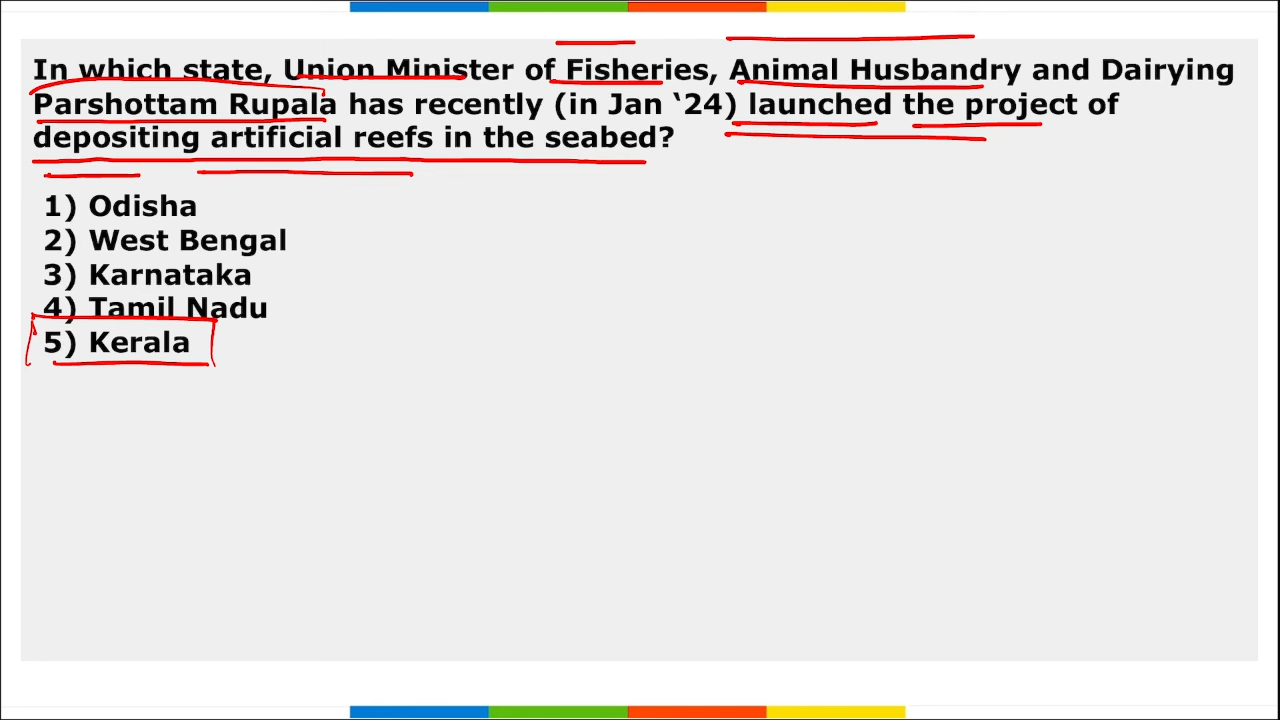 In which state, Union Minister of Fisheries, Animal Husbandry and Dairying
Parshottam Rupala has recently (in Jan ‘24) launched the project of
depositing artificial reefs in the seabed?
1) Odisha
2) West Bengal
3) Karnataka
4) Tamil Nadu
5) Kerala